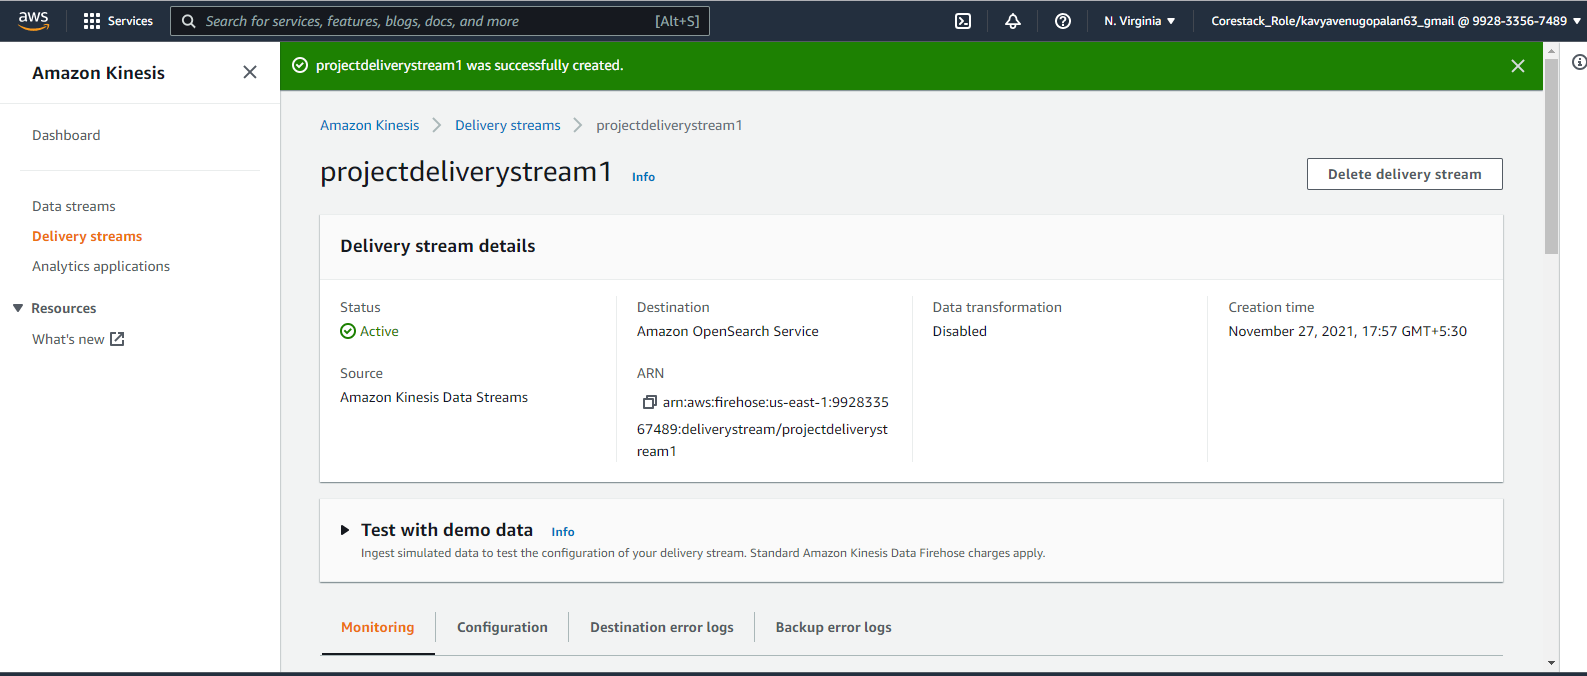 aws
Services
Search for services, features, blogs, docs, and more [Alt+S]
N. Virginia
Corestack_Role/kavyavenugopalan63_gmail @ 9928-3356-7489
Amazon Kinesis
Dashboard
Data streams
Delivery streams
Analytics applications
Resources
What's new
projectdeliverystream1 was successfully created.
Amazon Kinesis
Delivery streams
projectdeliverystream1
projectdeliverystream1 Info
Delete delivery stream
Delivery stream details
Status
Active
Source
Amazon Kinesis Data Streams
Destination
Amazon OpenSearch Service
ARN
arn:aws:firehose:us-east-1:9928335
67489:deliverystream/projectdeliveryst
ream1
Data transformation
Disabled
Creation time
November 27, 2021, 17:57 GMT+5:30
Test with demo data Info
Ingest simulated data to test the configuration of your delivery stream. Standard Amazon Kinesis Data Firehose charges apply.
Monitoring
Configuration
Destination error logs
Backup error logs